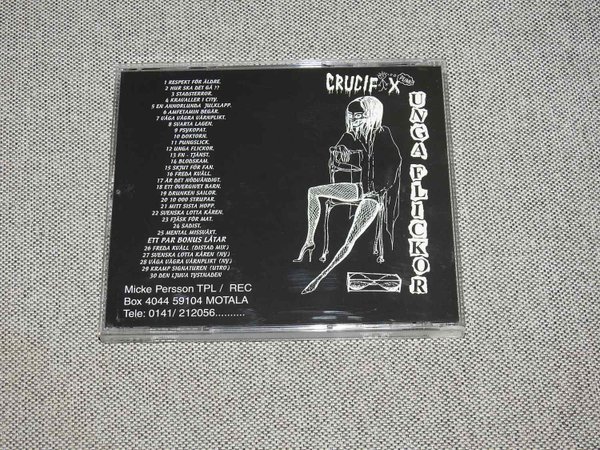 CRUCIFIX
UNGA FLICKOR
1 RESPEKT FÖR ÄLDRE.
2 HUR SKA DET GÅ ??
3 STADSTERROR.
4 KRAVALLER I CITY.
5 EN ANNORLUNDA JULKLAPP.
6 AMFETAMIN BEGÄR.
7 VÅGA VÄGRA VÄRNPLIKT.
8 SVARTA LAGEN.
9 PSYKOPAT.
10 DOKTORN.
11 PUNGSLICK.
12 UNGA FLICKOR.
13 FN - TJÄNST.
14 BLODSKAM.
15 SKJUT FÖR FAN.
16 FREDA KVÄLL.
17 ÄR DET NÖDVÄNDIGT.
18 ETT ÖVERGIVET BARN.
19 DRUNKEN SAILOR.
20 10 000 STRUPAR.
21 MITT SISTA HOPP.
22 SVENSKA LOTTA KÅREN.
23 FJÄSK FÖR MAT.
24 SADIST.
25 MENTAL MISSVÄXT.
ETT PAR BONUS LÅTAR
26 FREDA KVÄLL (DISTAD MIX)
27 SVENSKA LOTTA KÅREN (NY)
28 VÅGA VÄGRA VÄRNPLIKT (NY)
29 KRAMP SIGNATUREN (UTRO)
30 DEN LJUVA TYSTNADEN
Micke Persson TPL / REC
Box 4044 59104 MOTALA
Tele: 0141/ 212056..........